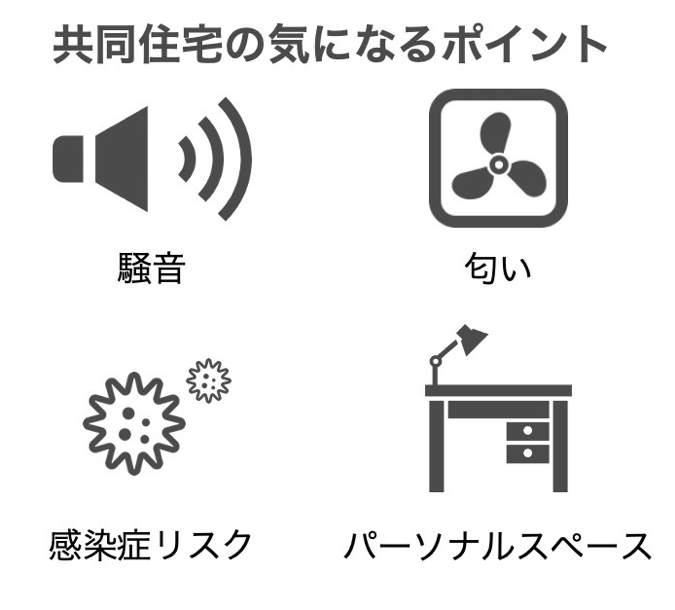 共同住宅の気になるポイント
騒音
匂い
感染症リスク
パーソナルスペース